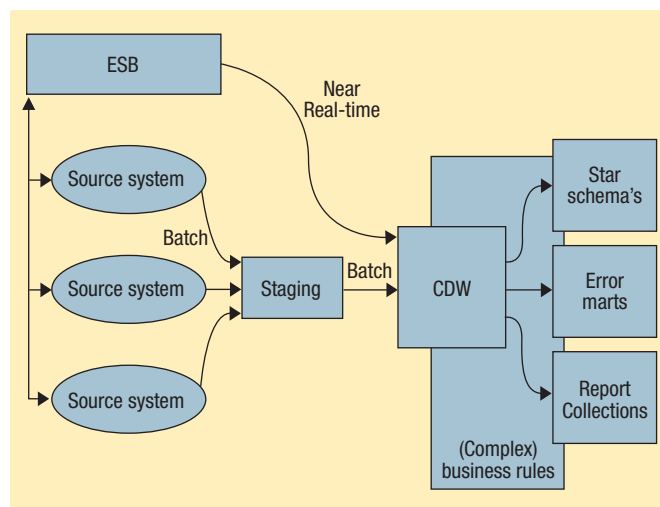 ESB
Near
Real-time
Source system
Batch
Source system
Source system
Staging
Batch
CDW
Star
schema's
Error
marts
Report
Collections
(Complex)
business rules